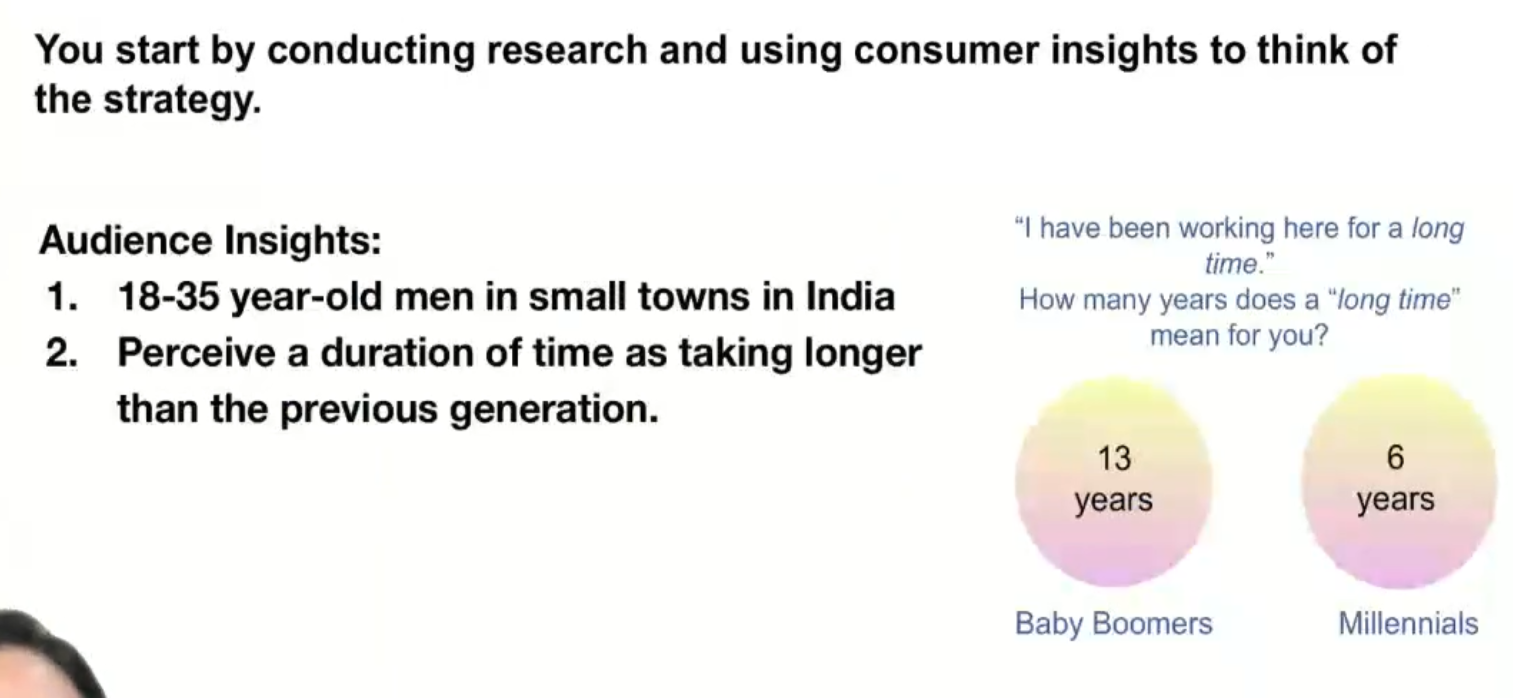 You start by conducting research and using consumer insights to think of
the strategy.
Audience Insights:
1. 18-35 year-old men in small towns in India
2. Perceive a duration of time as taking longer
than the previous generation.
“I have been working here for a long
time.”
How many years does a “long time”
mean for you?
13
years
6
years
Baby Boomers
Millennials